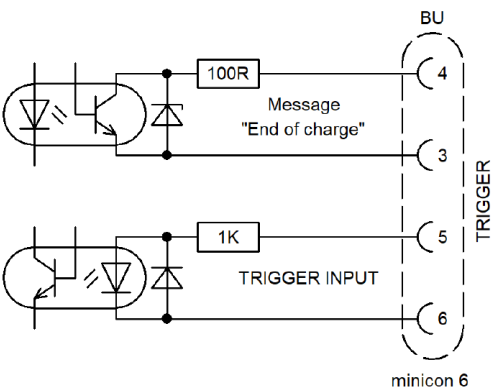 BU
100R
4
Message
"End of charge"
3
TRIGGER
1K
5
TRIGGER INPUT
6
minicon 6